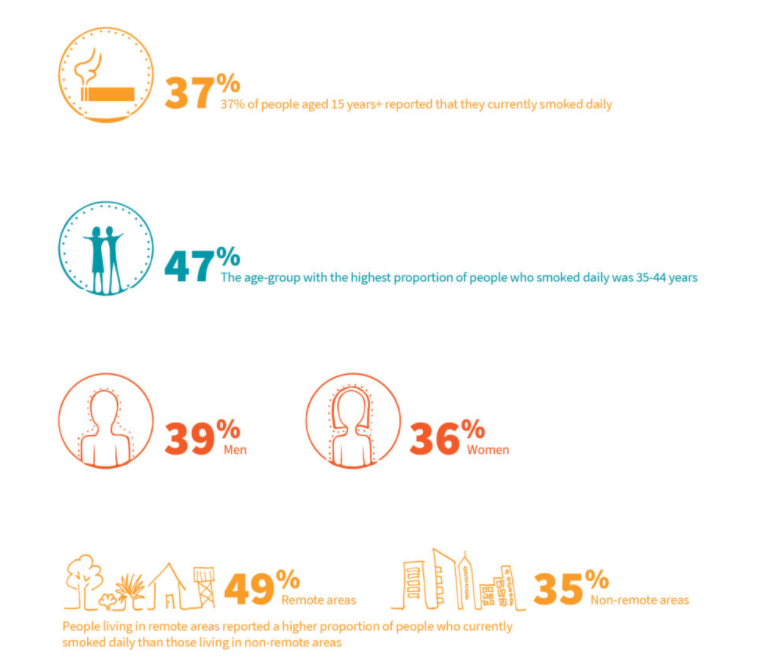 37%
37% of people aged 15 years+ reported that they currently smoked daily
47%
The age-group with the highest proportion of people who smoked daily was 35-44 years
39%
Men
36%
Women
49%
Remote areas
35%
Non-remote areas
People living in remote areas reported a higher proportion of people who currently
smoked daily than those living in non-remote areas